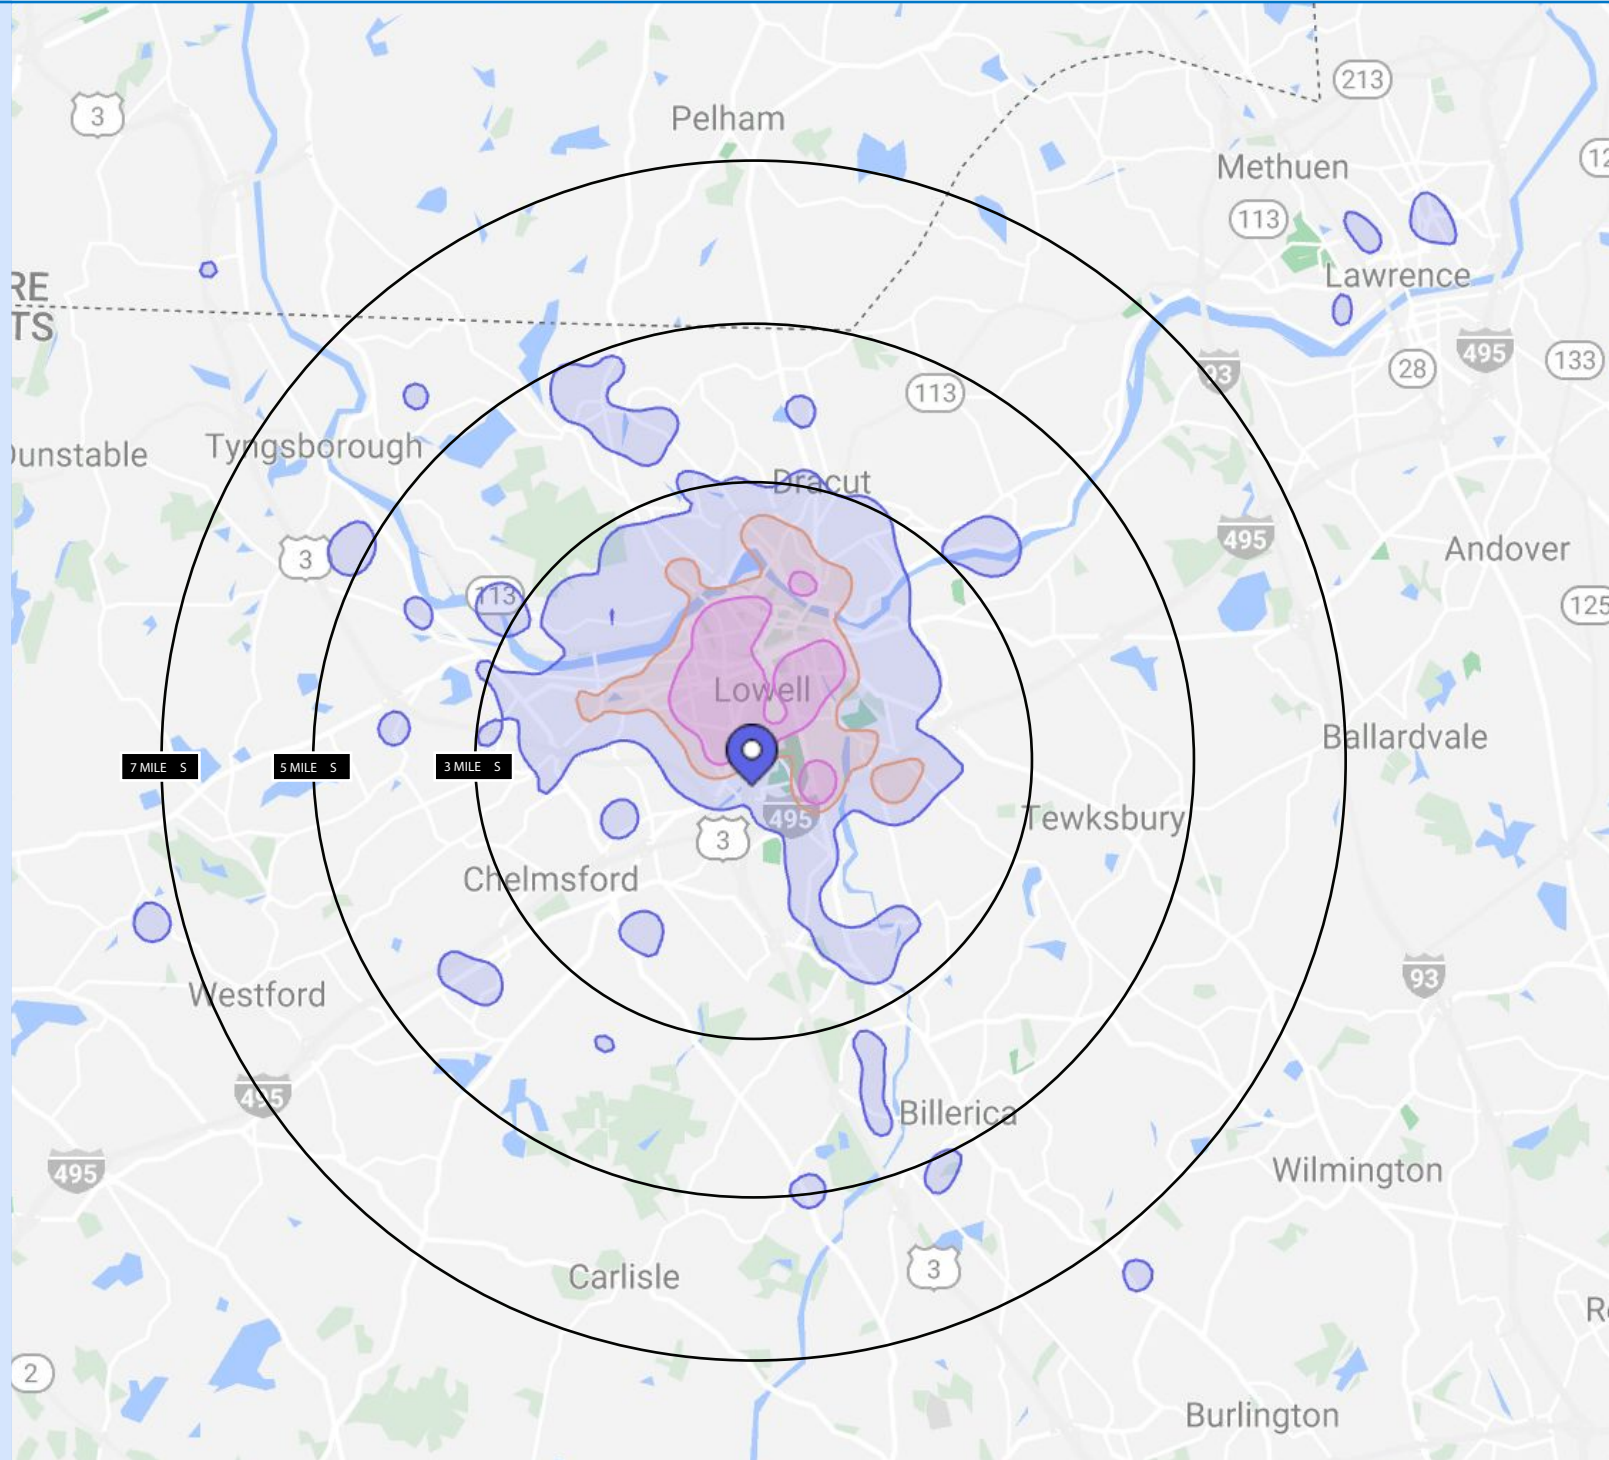 213
3
Pelham
12
Methuen
113
RE
TS
Lawrence
495
133
93
28
113
Tyngsborough
Dunstable
Dracut
3
495
Andover
113
125
Lowell
Ballardvale
7 MILE S
5 MILE S
3 MILE S
495
Tewksbury
3
Chelmsford
93
Westford
495
Billerica
495
Wilmington
3
Carlisle
R
2
Burlington